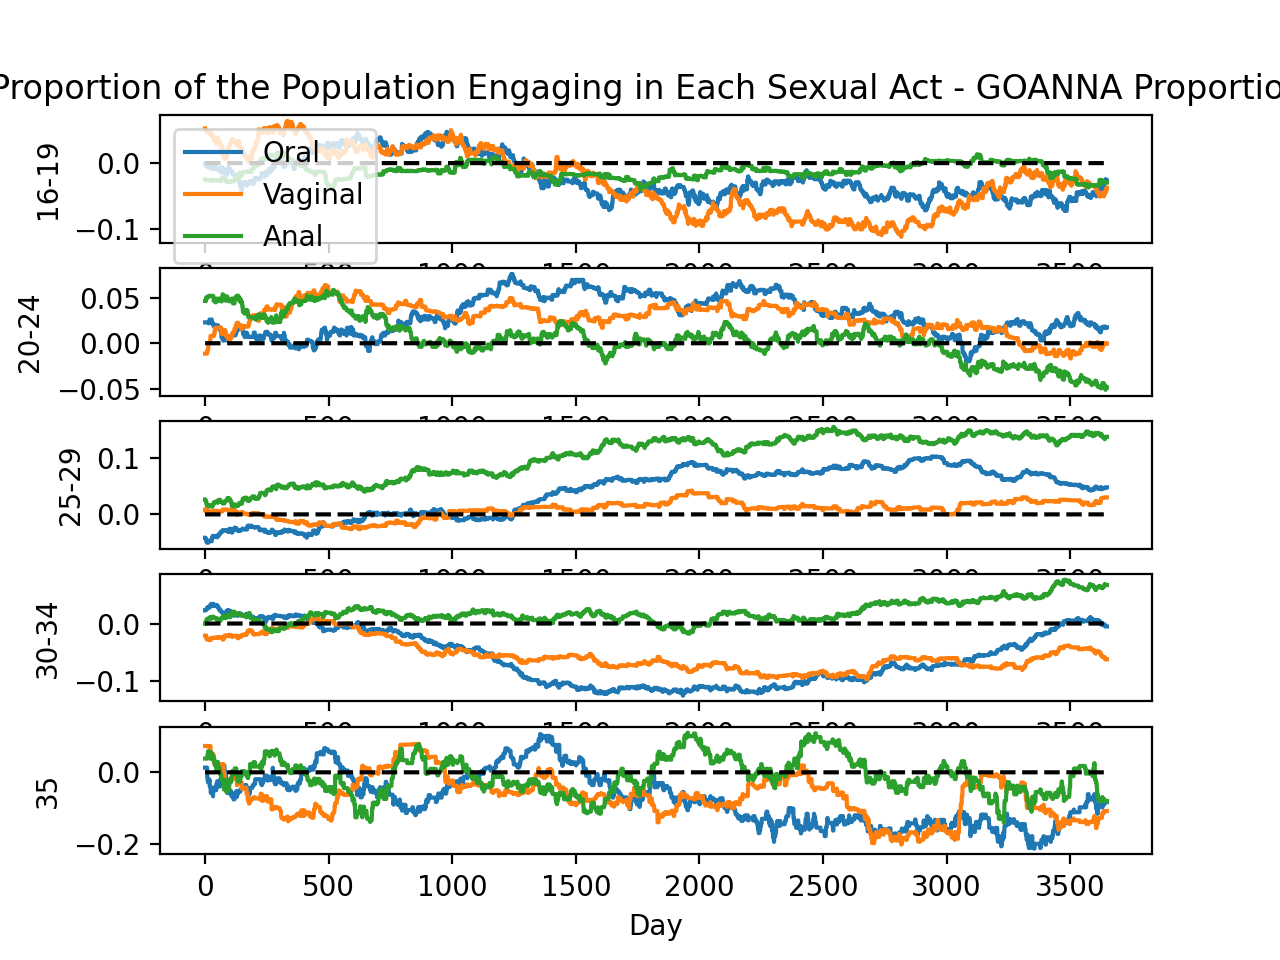 Proportion of the Population Engaging in Each Sexual Act - GOANNA Proportio
16-19
0.0
−0.1
Oral
Vaginal
Anal
20-24
0.05
0.00
−0.05
25-29
0.1
0.0
30-34
0.0
−0.1
35
0.0
−0.2
0 500 1000 1500 2000 2500 3000 3500
Day